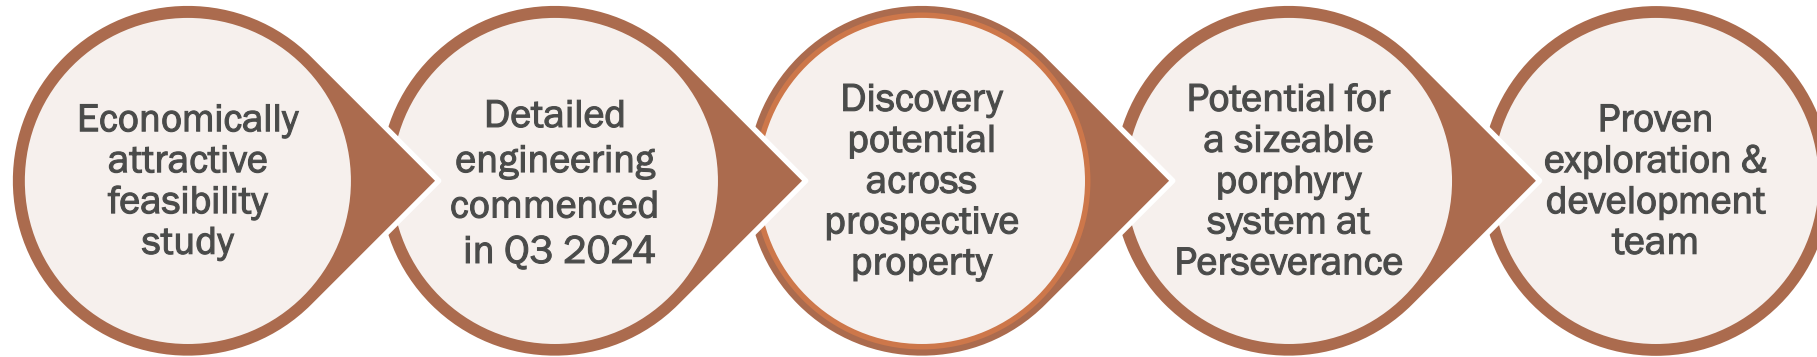 Economically
attractive
feasibility
study
Detailed
engineering
commenced
in Q3 2024
Discovery
potential
across
prospective
property
Potential for
a sizeable
porphyry
system at
Perseverance
Proven
exploration &
development
team